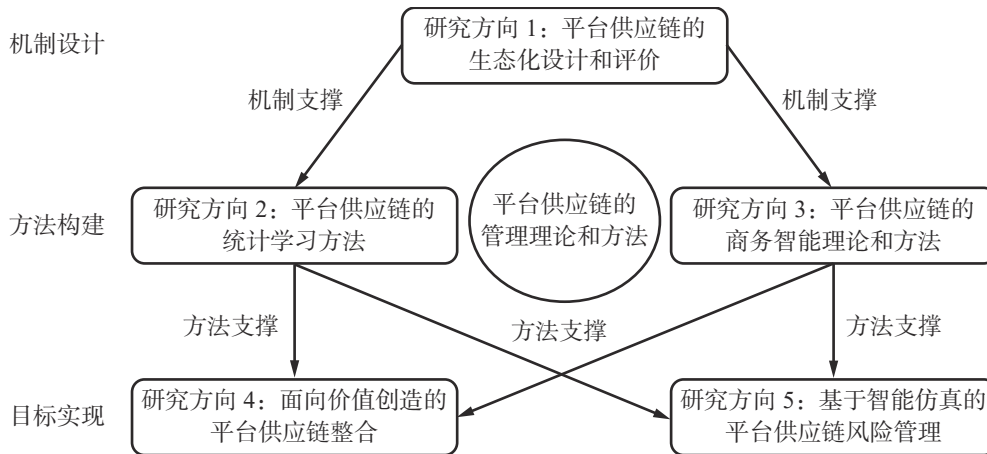 机制设计
研究方向 1：平台供应链的
生态化设计和评价
机制支撑
机制支撑
方法构建
研究方向 2：平台供应链的
统计学习方法
平台供应链的
管理理论和方法
研究方向 3：平台供应链的
商务智能理论和方法
方法支撑
方法支撑
方法支撑
目标实现
研究方向 4：面向价值创造的
平台供应链整合
研究方向 5：基于智能仿真的
平台供应链风险管理